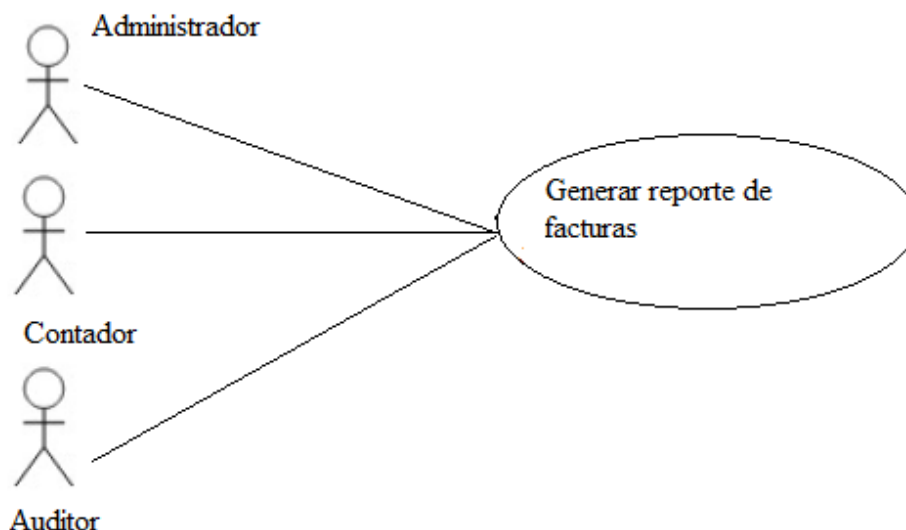 Administrador
Generar reporte de
facturas
Contador
Auditor